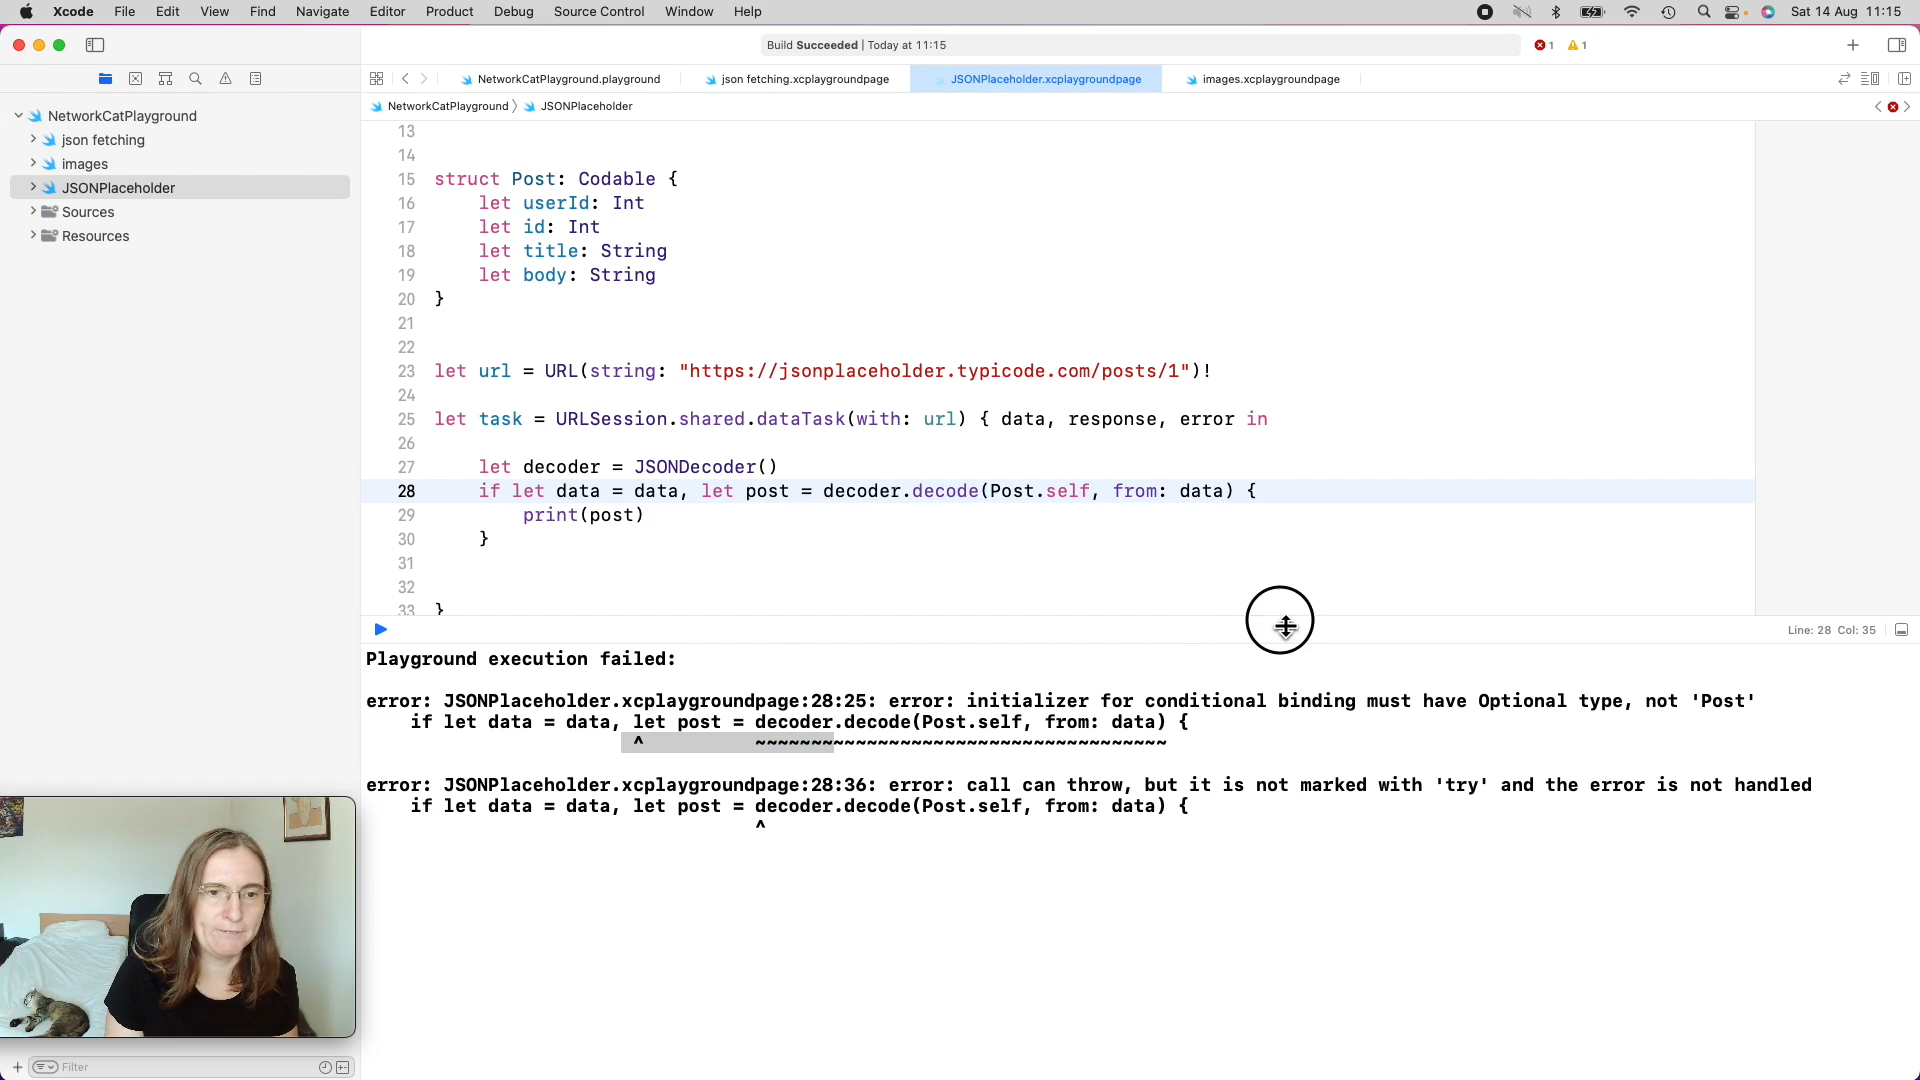 Xcode File Edit View Find Navigate Editor Product Debug Source Control Window Help Sat 14 Aug 11:15
Build Succeeded | Today at 11:15 1 1
NetworkCatPlayground.playground json fetching.xcplaygroundpage JSONPlaceholder.xcplaygroundpage images.xcplaygroundpage
NetworkCatPlayground JSONPlaceholder
NetworkCatPlayground
json fetching
images
JSONPlaceholder
Sources
Resources
13
14
15 struct Post: Codable {
16 let userId: Int
17 let id: Int
18 let title: String
19 let body: String
20 }
21
22
23 let url = URL(string: "https://jsonplaceholder.typicode.com/posts/1")!
24
25 let task = URLSession.shared.dataTask(with: url) { data, response, error in
26
27 let decoder = JSONDecoder()
28 if let data = data, let post = decoder.decode(Post.self, from: data) {
29 print(post)
30 }
31
32
33 }
Line: 28 Col: 35
Playground execution failed:
error: JSONPlaceholder.xcplaygroundpage:28:25: error: initializer for conditional binding must have Optional type, not 'Post'
if let data = data, let post = decoder.decode(Post.self, from: data) {
^ ~~~~~~~~~~~~~~~~~~~~~~~~~~~~~~~~~~~~~
error: JSONPlaceholder.xcplaygroundpage:28:36: error: call can throw, but it is not marked with 'try' and the error is not handled
if let data = data, let post = decoder.decode(Post.self, from: data) {
^
Filter